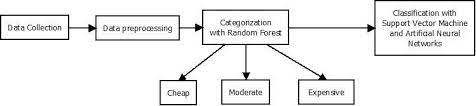 Data Collection
Data preprocessing
Categorization
with Random Forest
Classification with
Support Vector Machine
and Artificial Neural
Networks
Cheap
Moderate
Expensive